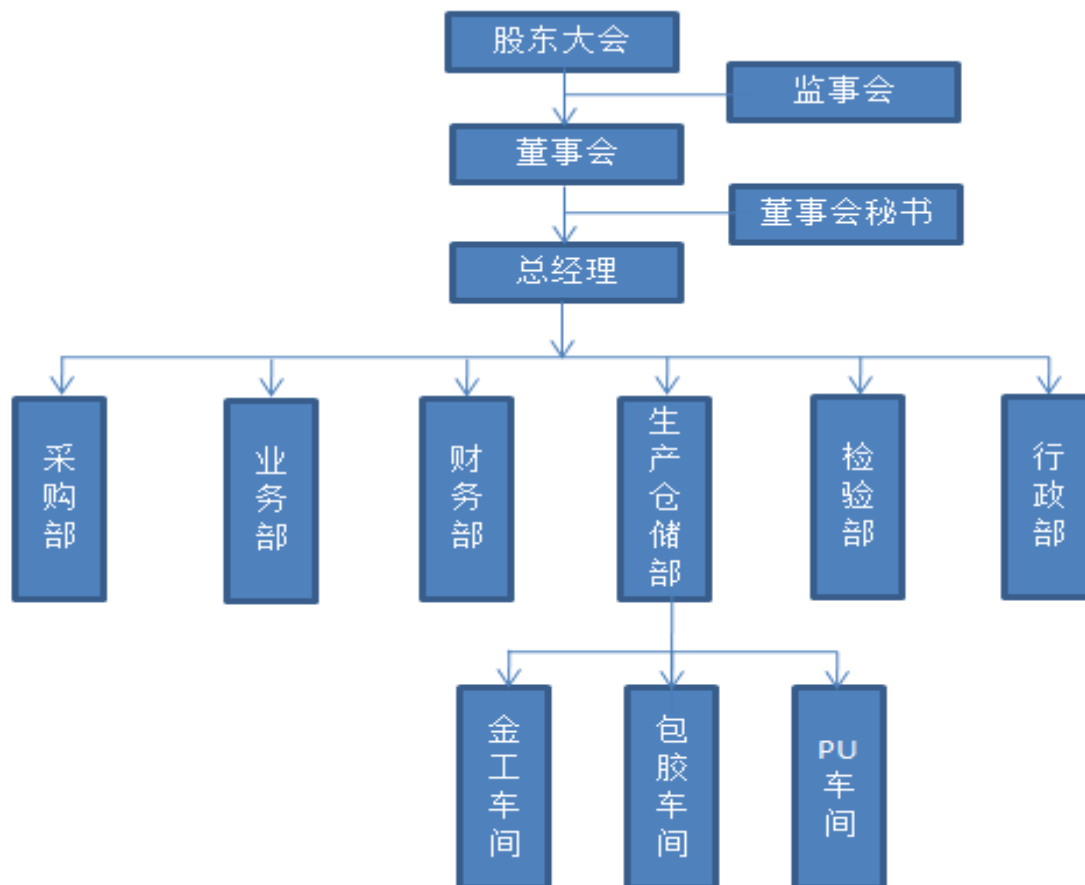 股东大会
监事会
董事会
董事会秘书
总经理
采购部
业务部
财务部
生产仓储部
检验部
行政部
金工车间
包胶车间
PU车间